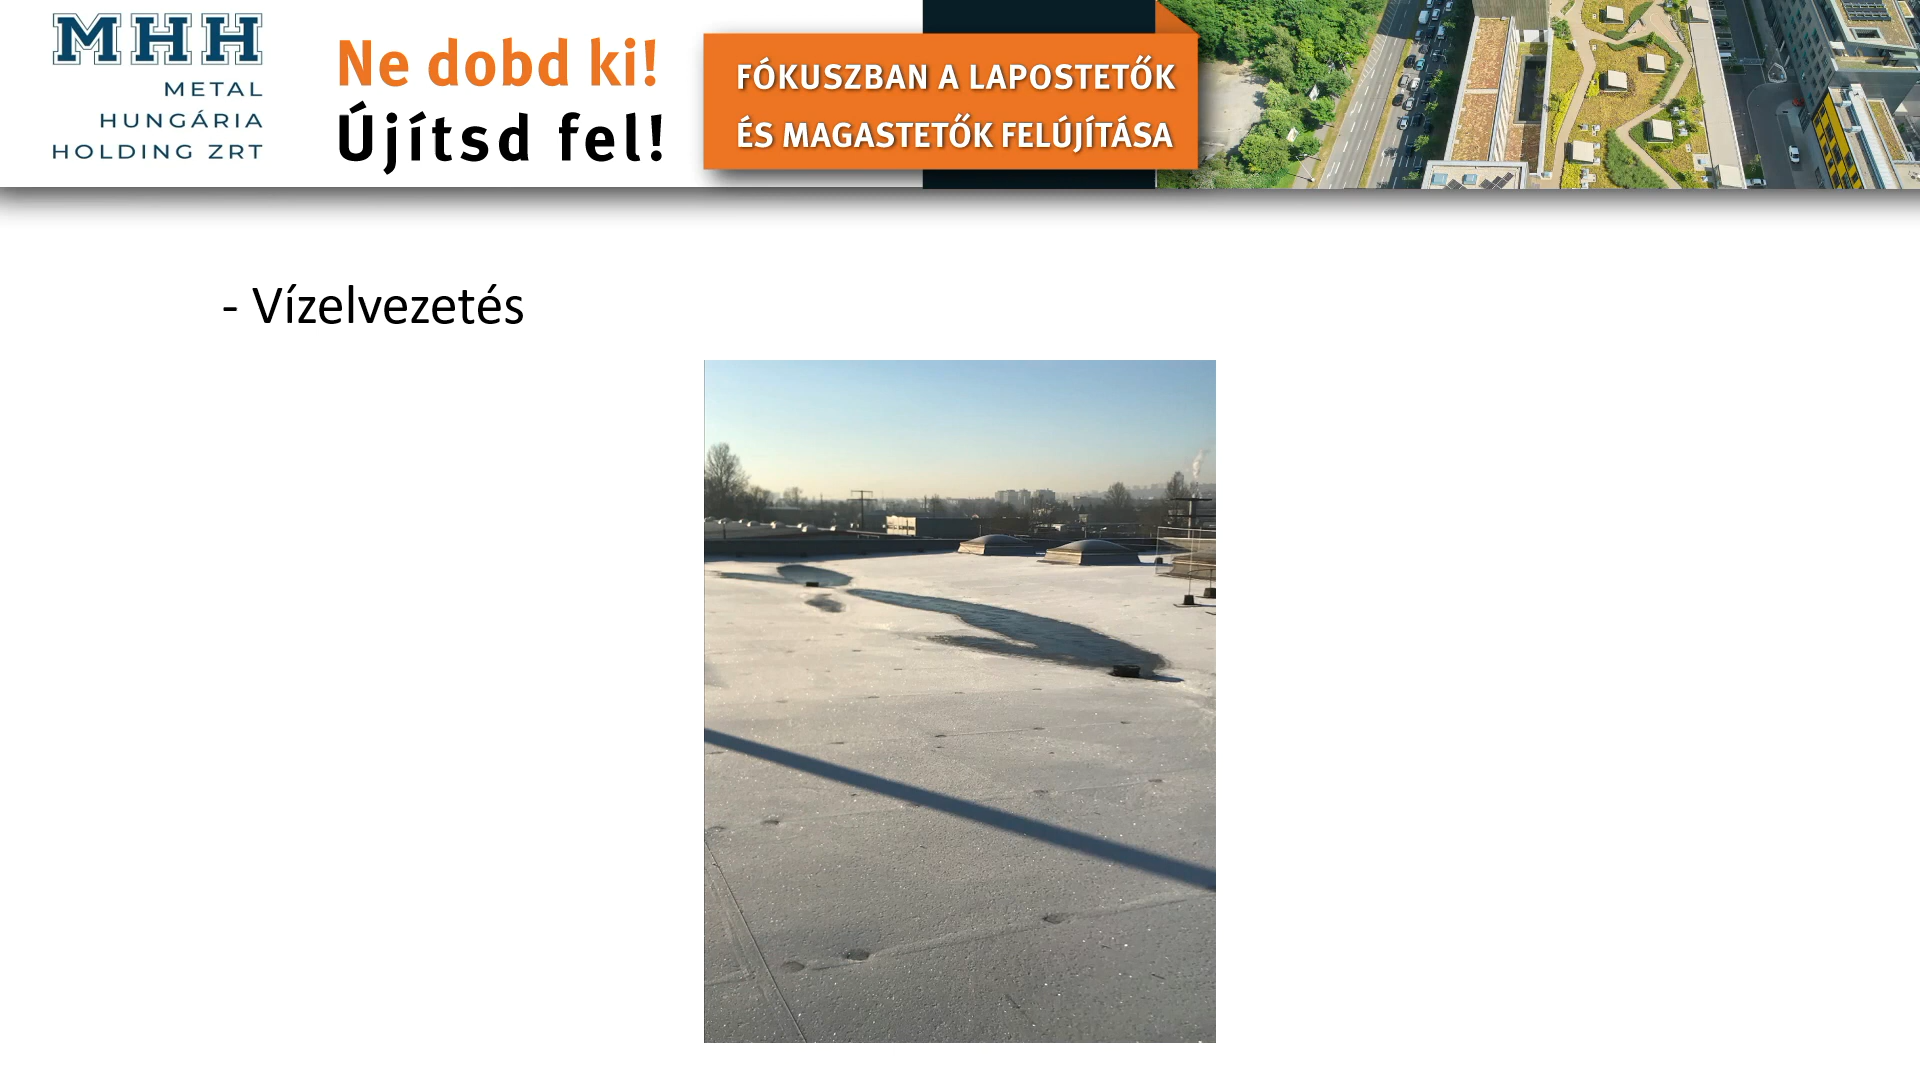 MHH
METAL
HUNGÁRIA
HOLDING ZRT
Ne dobd ki!
Újítsd fel!
FÓKUSZBAN A LAPOSTETŐK
ÉS MAGASTETŐK FELÚJÍTÁSA
- Vízelvezetés